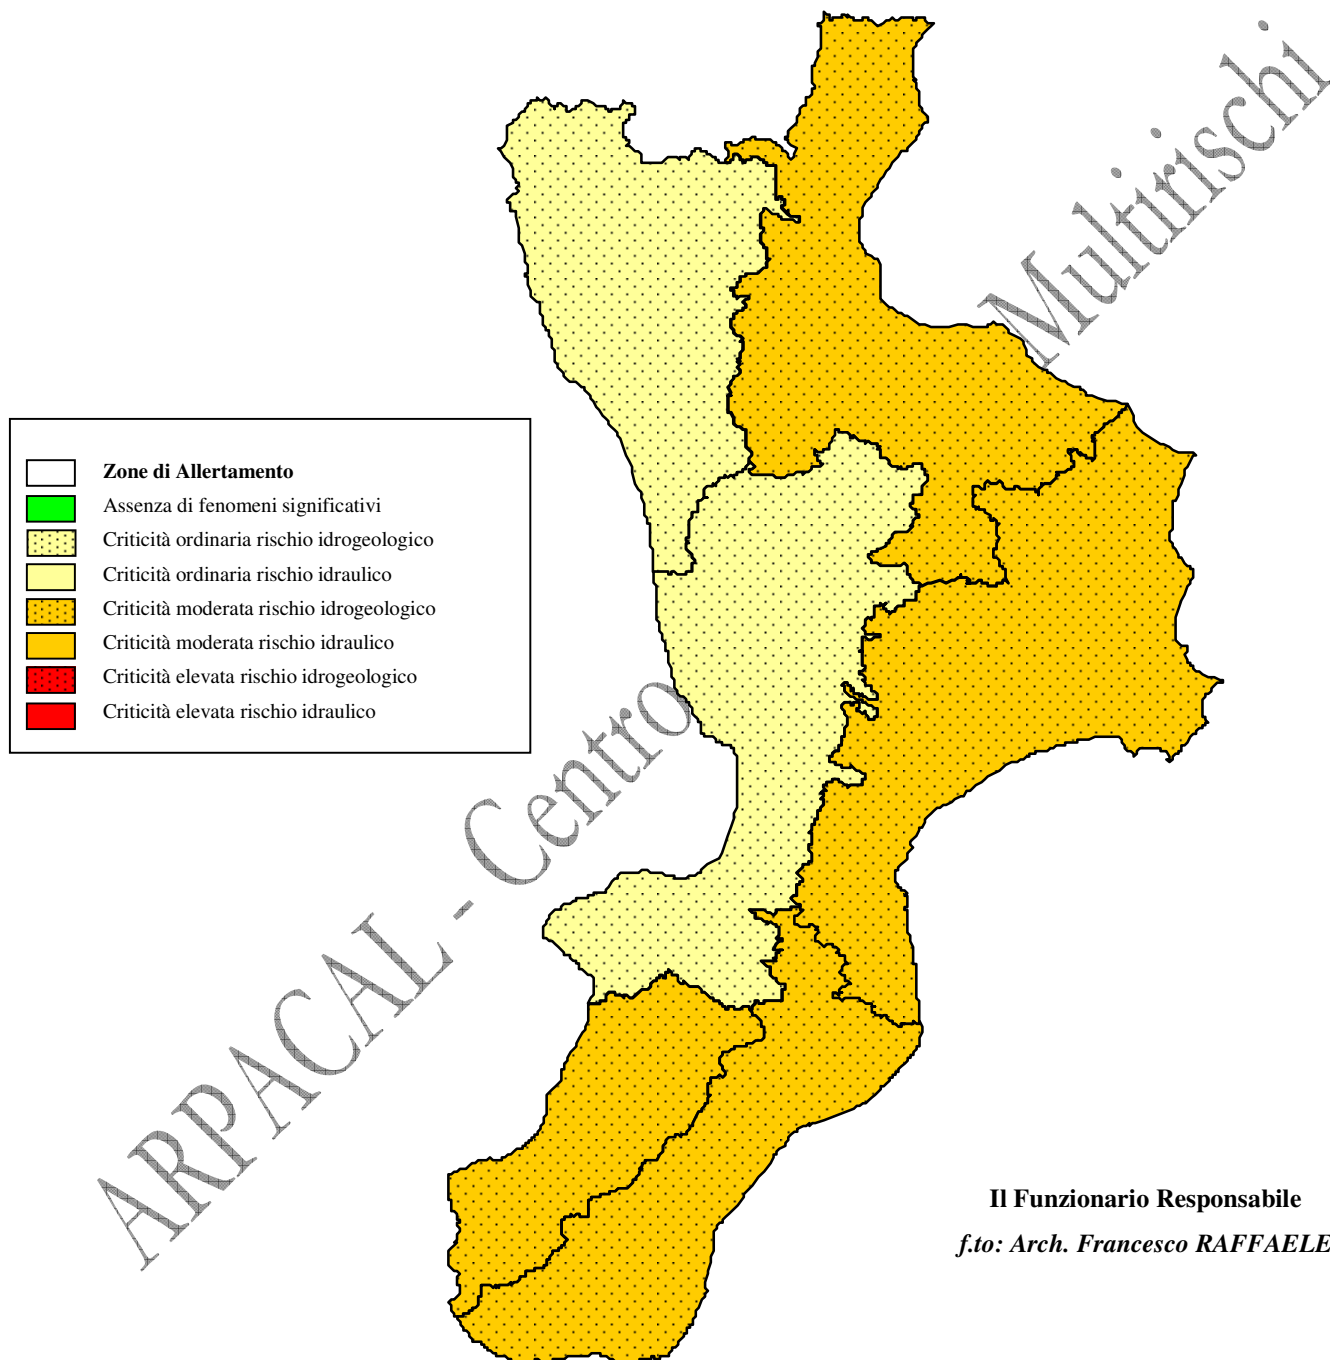 Zone di Allertamento
Assenza di fenomeni significativi
Criticità ordinaria rischio idrogeologico
Criticità ordinaria rischio idraulico
Criticità moderata rischio idrogeologico
Criticità moderata rischio idraulico
Criticità elevata rischio idrogeologico
Criticità elevata rischio idraulico
ARPACAL - Centro Multirischi
Il Funzionario Responsabile
f.to: Arch. Francesco RAFFAELE